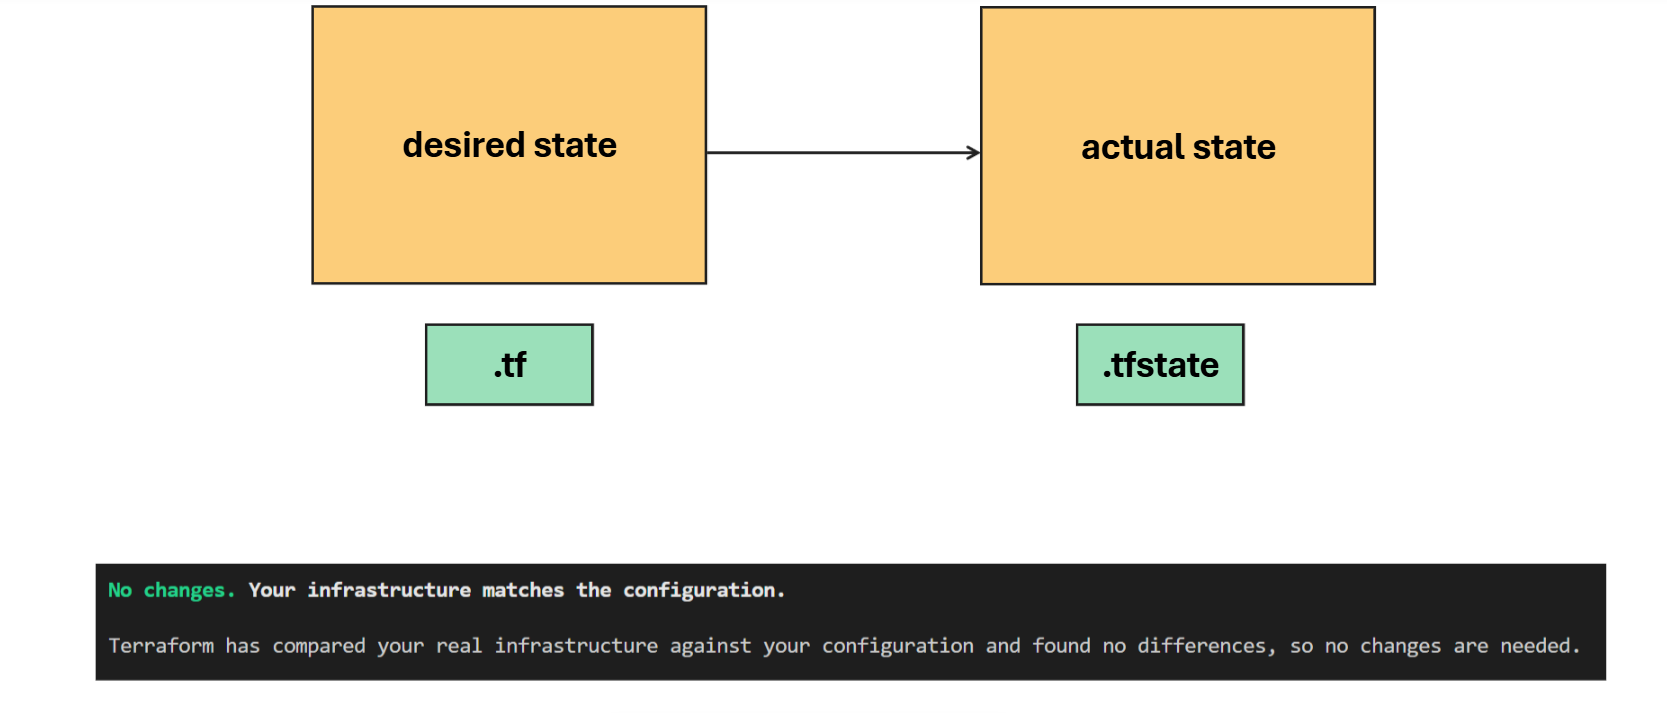 desired state
actual state
.tf
.tfstate
No changes. Your infrastructure matches the configuration.
Terraform has compared your real infrastructure against your configuration and found no differences, so no changes are needed.